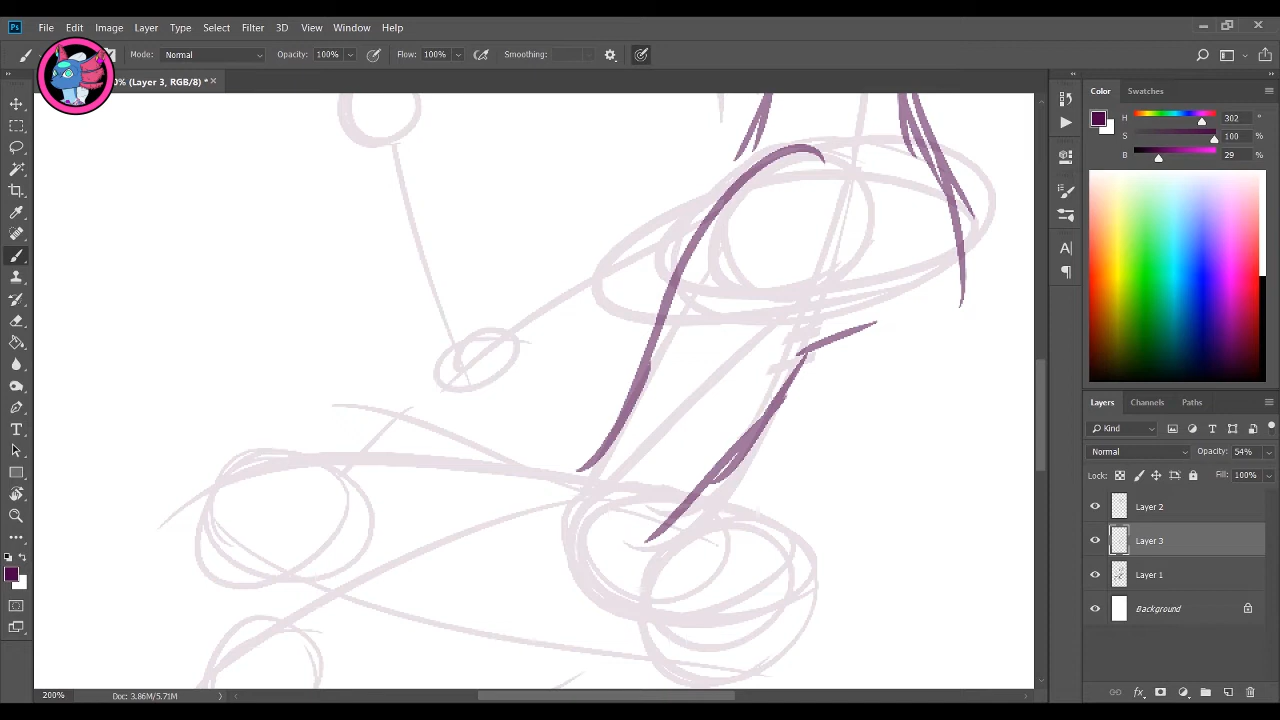 Ps File Edit Image Layer Type Select Filter 3D View Window Help
Mode: Normal Opacity: 100% Flow: 100% Smoothing:
0% (Layer 3, RGB/8) *
Color Swatches
H 302 °
S 100 %
B 29 %
Layers Channels Paths
Kind
Normal Opacity: 54%
Lock: Fill: 100%
Layer 2
Layer 3
Layer 1
Background
200% Doc: 3.86M/5.71M